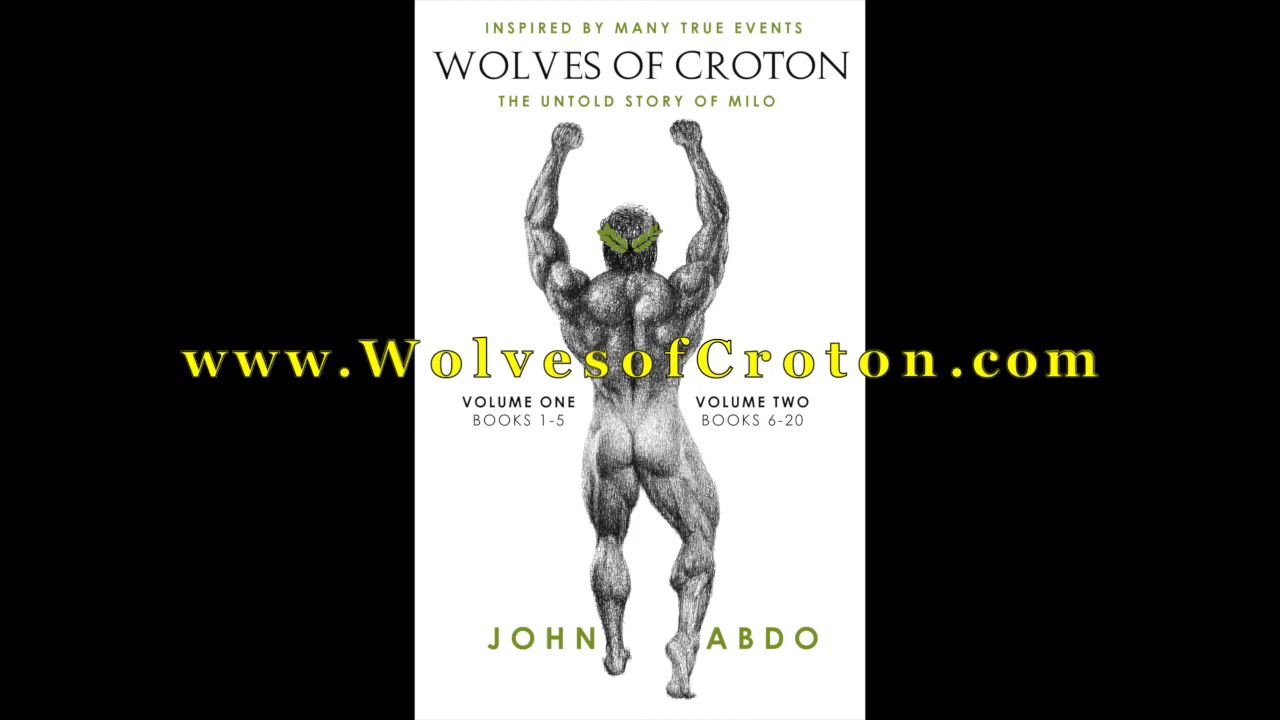 INSPIRED BY MANY TRUE EVENTS
WOLVES OF CROTON
THE UNTOLD STORY OF MILO
www.WolvesofCroton.com
VOLUME ONE
BOOKS 1-5
VOLUME TWO
BOOKS 6-20
JOHN ABDO